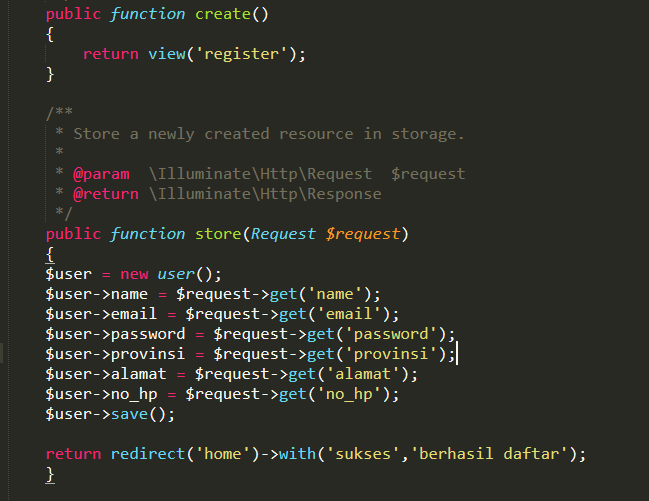 public function create()
{
    return view('register');
}

/**
 * Store a newly created resource in storage.
 *
 * @param  \Illuminate\Http\Request  $request
 * @return \Illuminate\Http\Response
 */
public function store(Request $request)
{
$user = new user();
$user->name = $request->get('name');
$user->email = $request->get('email');
$user->password = $request->get('password');
$user->provinsi = $request->get('provinsi');
$user->alamat = $request->get('alamat');
$user->no_hp = $request->get('no_hp');
$user->save();

return redirect('home')->with('sukses','berhasil daftar');
}